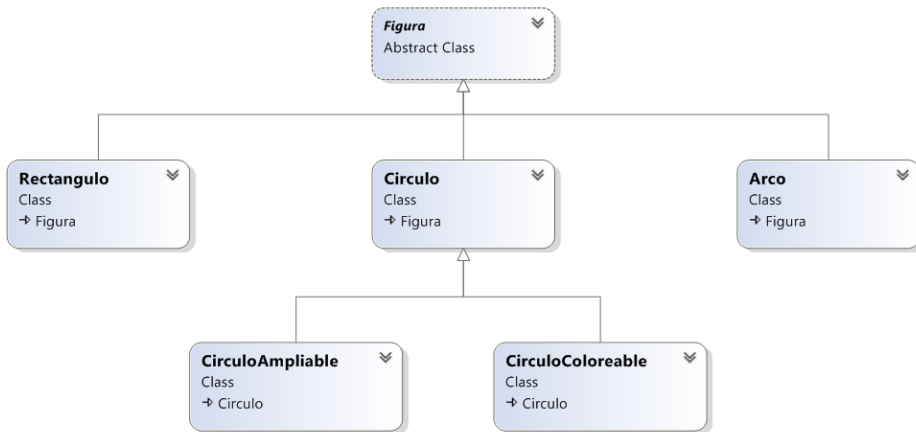 Figura
Abstract Class
Rectangulo
Class
Figura
Circulo
Class
Figura
Arco
Class
Figura
CirculoAmpliable
Class
Circulo
CirculoColoreable
Class
Circulo